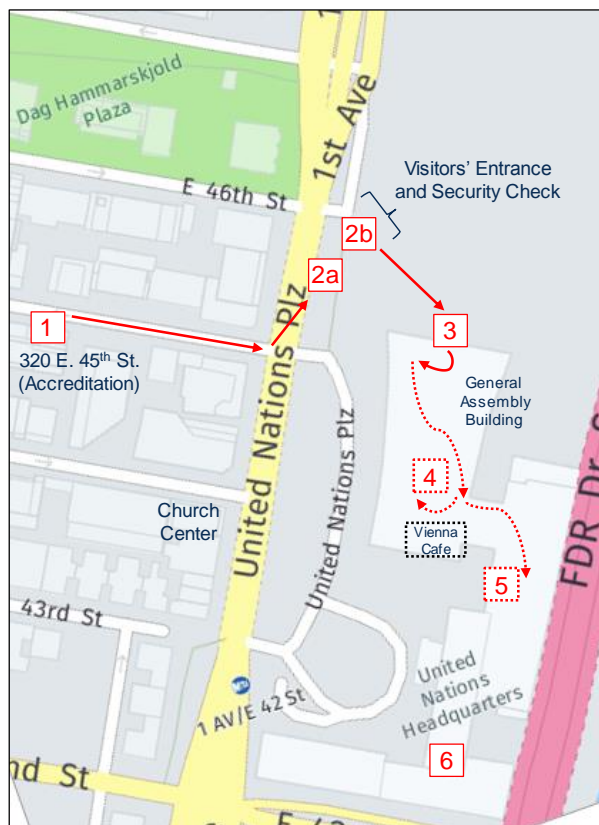 1st Ave
Dag Hammarskjold
Plaza
E 46th St
Visitors' Entrance
and Security Check
2b
2a
1
3
320 E. 45th St.
(Accreditation)
General
Assembly
Building
United Nations Plz
United Nations Plz
4
Church
Center
Vienna
Cafe
5
FDR Dr
43rd St
United
Nations
Headquarters
1 AV/E 42 St
6
nd St